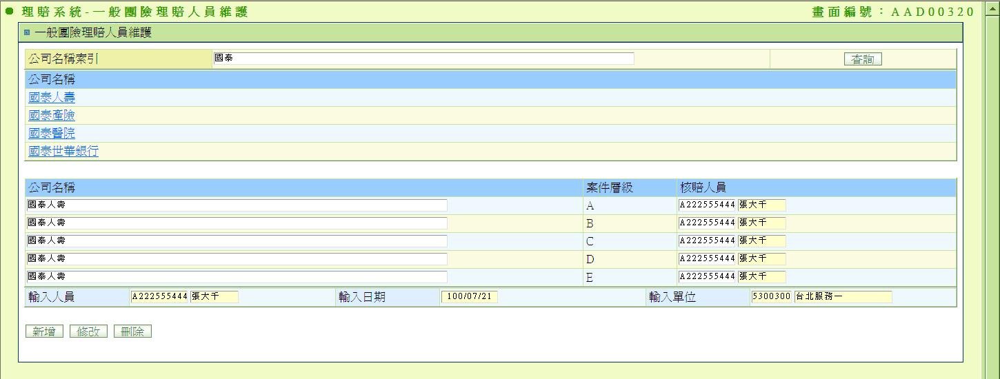 理賠系統-一般團險理賠人員維護 畫面編號：AAD00320
一般團險理賠人員維護
公司名稱索引 國泰 查詢
公司名稱
國泰人壽
國泰產險
國泰醫院
國泰世華銀行
公司名稱 案件層級 核賠人員
國泰人壽 A A222555444 張大千
國泰人壽 B A222555444 張大千
國泰人壽 C A222555444 張大千
國泰人壽 D A222555444 張大千
國泰人壽 E A222555444 張大千
輸入人員 A222555444 張大千 輸入日期 100/07/21 輸入單位 5300300 台北服務一
新增 修改 刪除